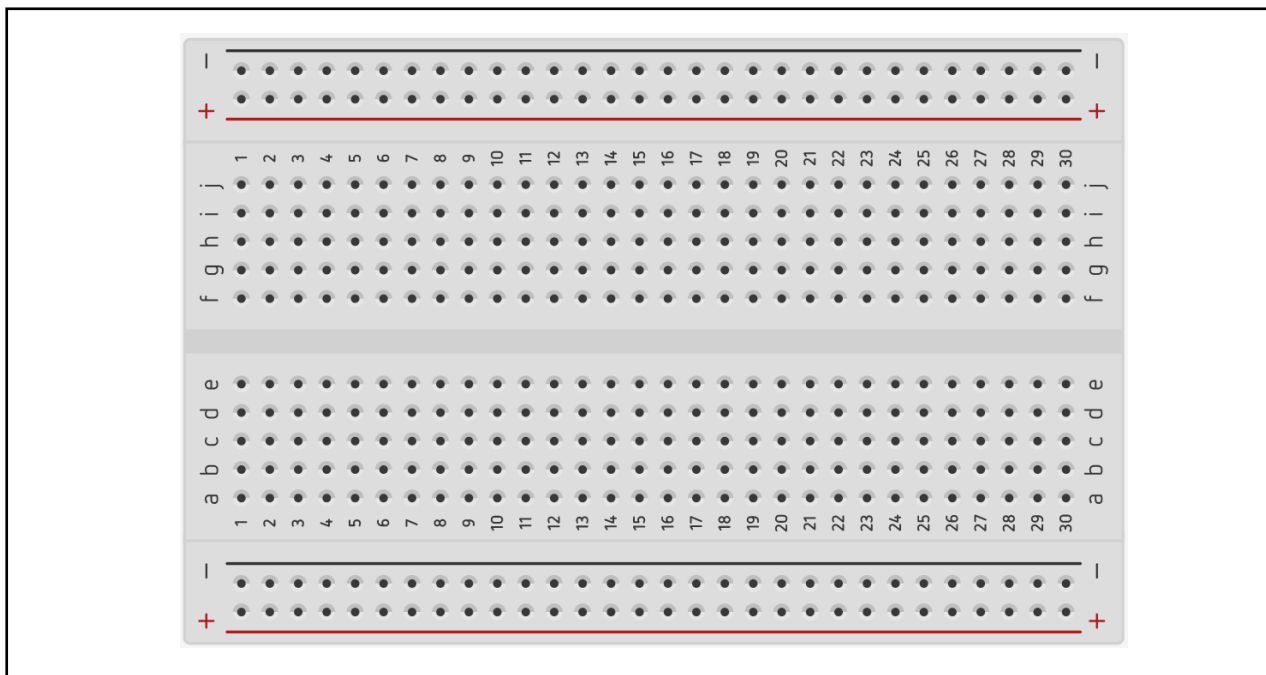 − −
+ +
1 2 3 4 5 6 7 8 9 10 11 12 13 14 15 16 17 18 19 20 21 22 23 24 25 26 27 28 29 30
j j
i i
h h
g g
f f
e e
d d
c c
b b
a a
1 2 3 4 5 6 7 8 9 10 11 12 13 14 15 16 17 18 19 20 21 22 23 24 25 26 27 28 29 30
− −
+ +